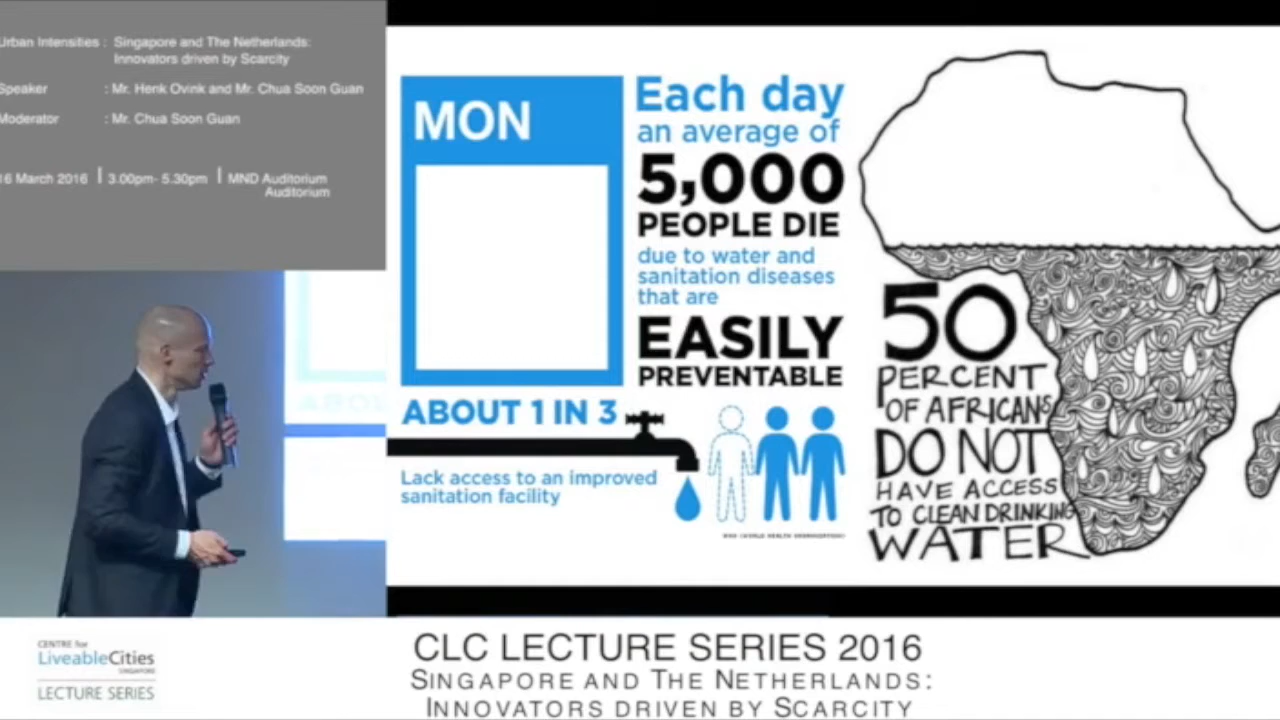 Urban Intensities : Singapore and The Netherlands:
Innovators driven by Scarcity
Speaker : Mr. Henk Ovink and Mr. Chua Soon Guan
Moderator : Mr. Chua Soon Guan
16 March 2016 | 3.00pm- 5.30pm | MND Auditorium
Auditorium
MON
Each day
an average of
5,000
PEOPLE DIE
due to water and
sanitation diseases
that are
EASILY
PREVENTABLE
ABOUT 1 IN 3
Lack access to an improved
sanitation facility
WHO (WORLD HEALTH ORGANIZATION)
50
PERCENT
OF AFRICANS
DO NOT
HAVE ACCESS
TO CLEAN DRINKING
WATER
CENTRE for
LiveableCities
SINGAPORE
LECTURE SERIES
CLC LECTURE SERIES 2016
SINGAPORE AND THE NETHERLANDS:
INNOVATORS DRIVEN BY SCARCITY